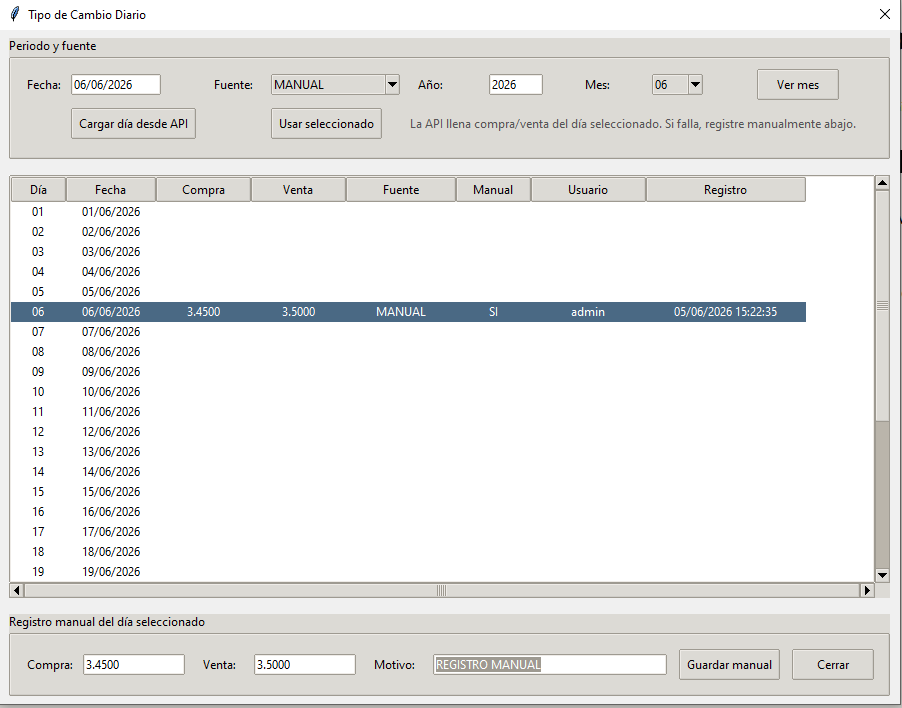 Tipo de Cambio Diario
Periodo y fuente
Fecha: 06/06/2026 Fuente: MANUAL Año: 2026 Mes: 06 Ver mes
Cargar día desde API Usar seleccionado La API llena compra/venta del día seleccionado. Si falla, registre manualmente abajo.
Día Fecha Compra Venta Fuente Manual Usuario Registro
01 01/06/2026
02 02/06/2026
03 03/06/2026
04 04/06/2026
05 05/06/2026
06 06/06/2026 3.4500 3.5000 MANUAL SI admin 05/06/2026 15:22:35
07 07/06/2026
08 08/06/2026
09 09/06/2026
10 10/06/2026
11 11/06/2026
12 12/06/2026
13 13/06/2026
14 14/06/2026
15 15/06/2026
16 16/06/2026
17 17/06/2026
18 18/06/2026
19 19/06/2026
Registro manual del día seleccionado
Compra: 3.4500 Venta: 3.5000 Motivo: REGISTRO MANUAL Guardar manual Cerrar